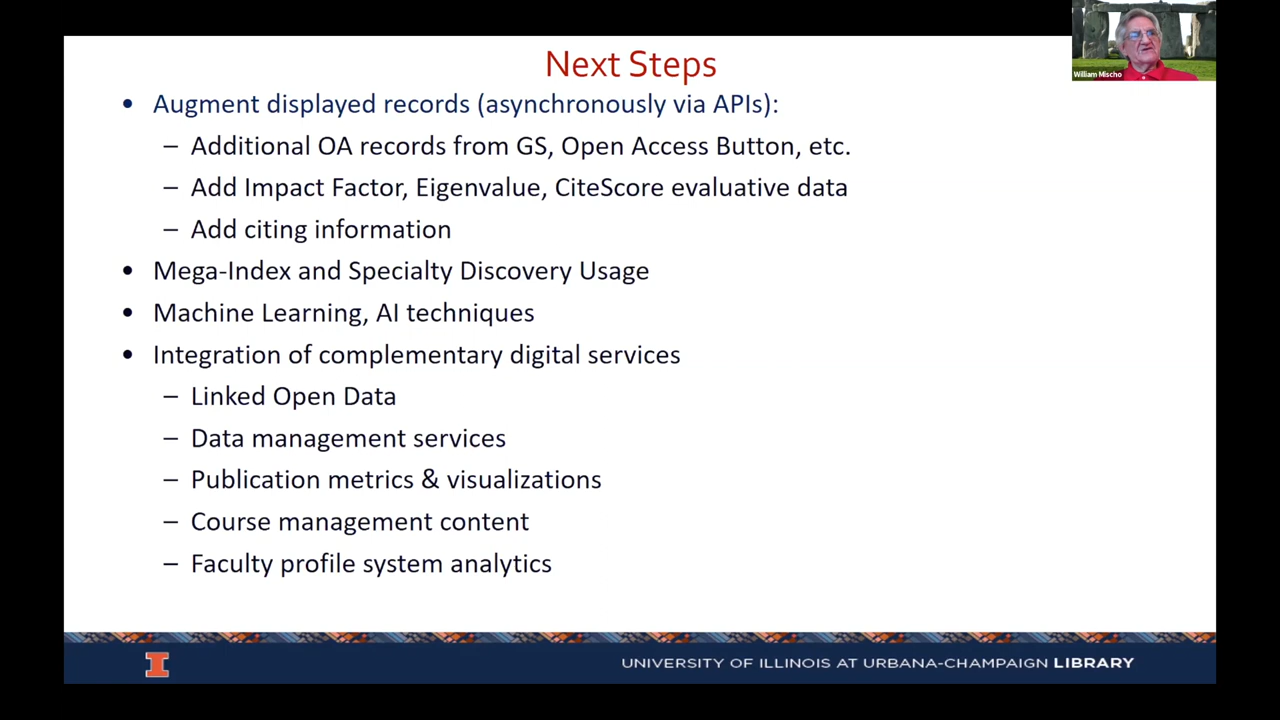 Next Steps
William Mischo
• Augment displayed records (asynchronously via APIs):
– Additional OA records from GS, Open Access Button, etc.
– Add Impact Factor, Eigenvalue, CiteScore evaluative data
– Add citing information
• Mega-Index and Specialty Discovery Usage
• Machine Learning, AI techniques
• Integration of complementary digital services
– Linked Open Data
– Data management services
– Publication metrics & visualizations
– Course management content
– Faculty profile system analytics
I
UNIVERSITY OF ILLINOIS AT URBANA-CHAMPAIGN LIBRARY